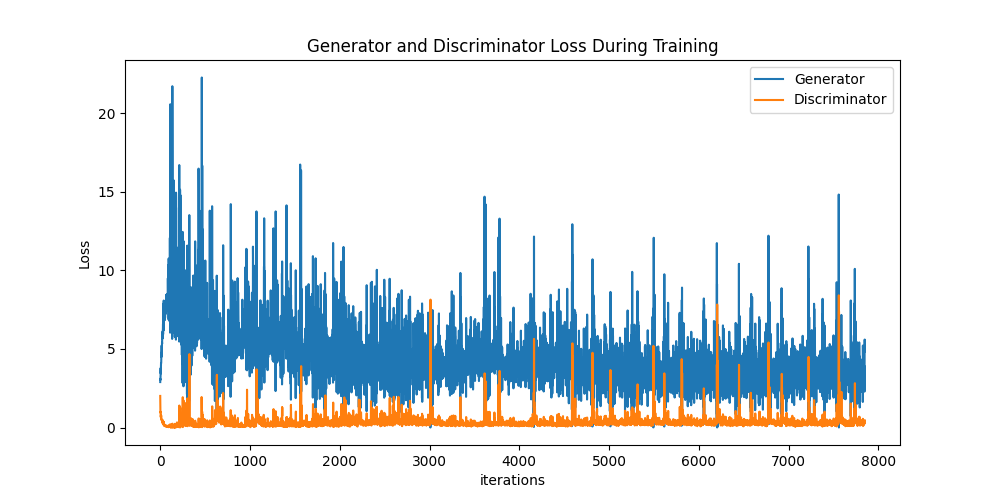 Generator and Discriminator Loss During Training
Generator
Discriminator
Loss
20
15
10
5
0
0 1000 2000 3000 4000 5000 6000 7000 8000
iterations